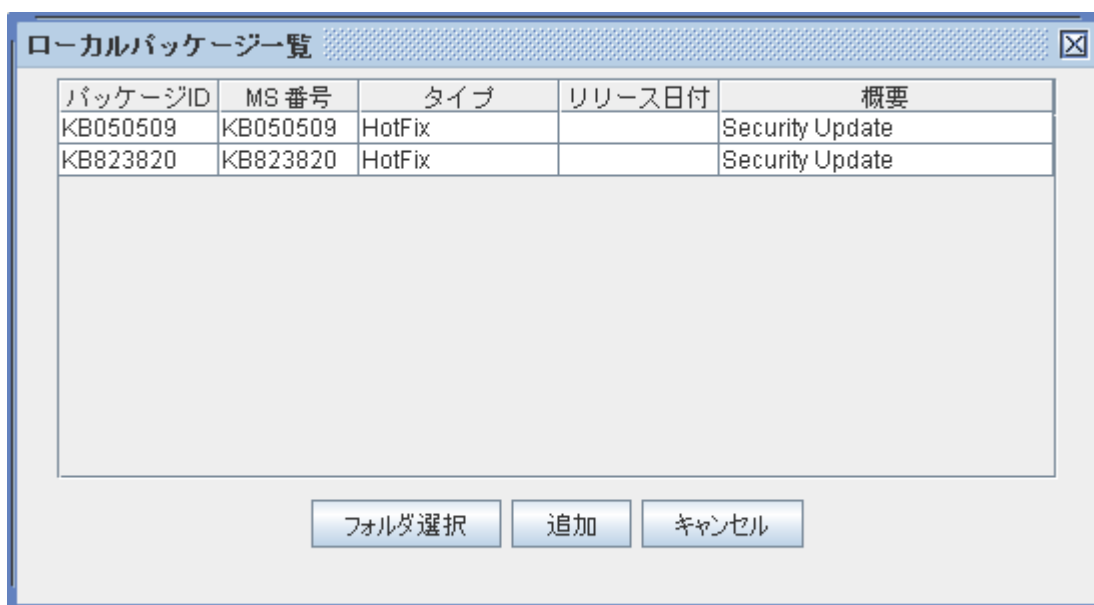 ローカルパッケージ一覧
パッケージID MS 番号 タイプ リリース日付 概要
KB050509 KB050509 HotFix Security Update
KB823820 KB823820 HotFix Security Update
フォルダ選択 追加 キャンセル